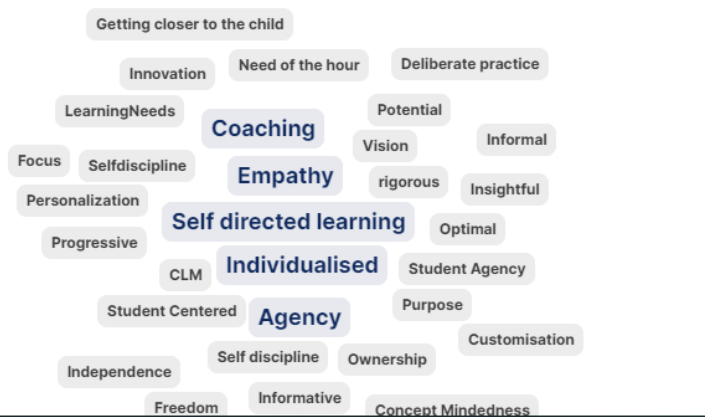 Getting closer to the child
Need of the hour
Deliberate practice
Innovation
LearningNeeds
Potential
Coaching
Vision
Informal
Focus
Selfdiscipline
Empathy
rigorous
Insightful
Personalization
Self directed learning
Optimal
Progressive
Individualised
Student Agency
CLM
Student Centered
Agency
Purpose
Customisation
Self discipline
Ownership
Independence
Informative
Freedom
Concept Mindedness